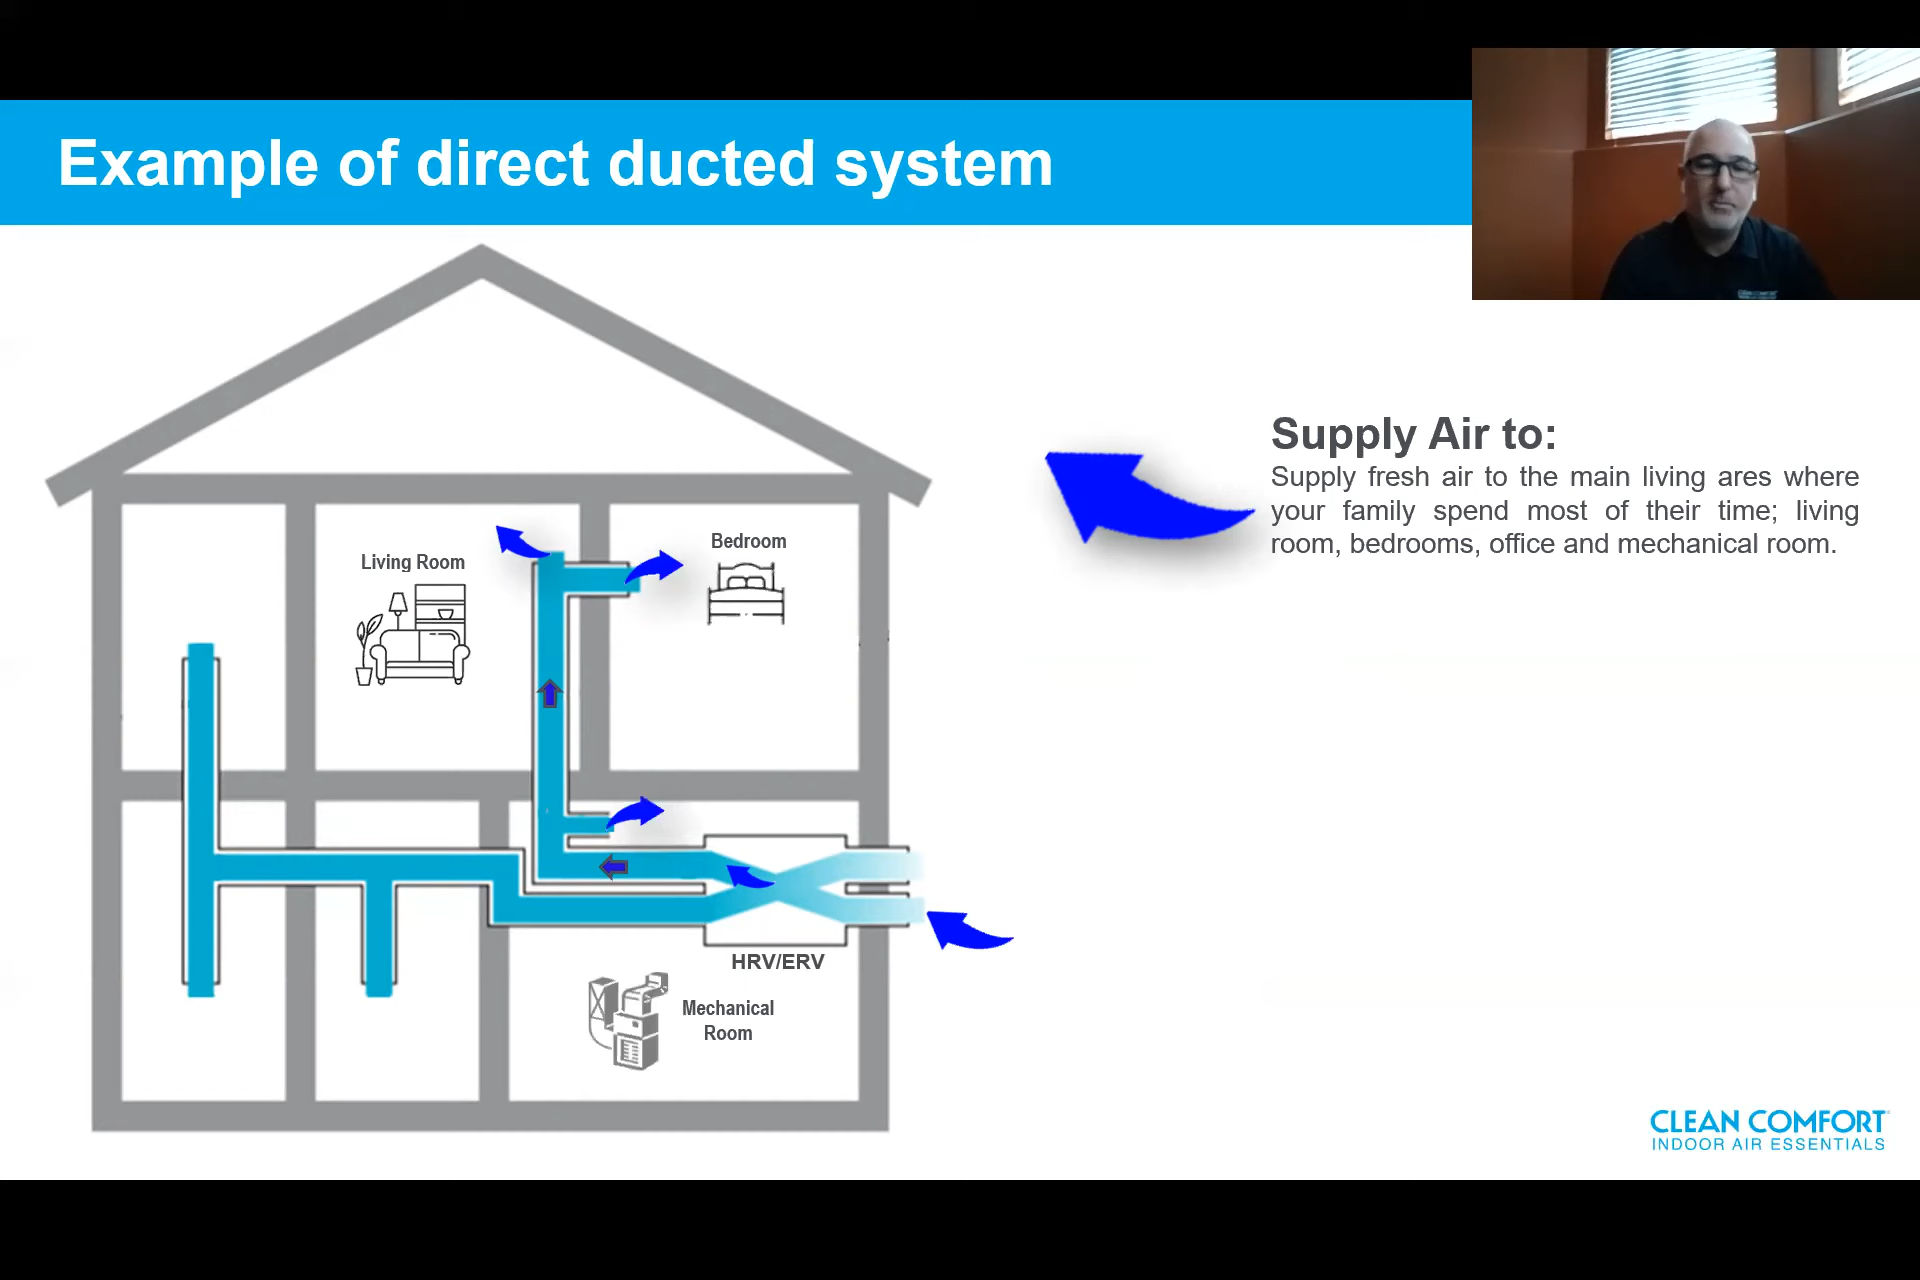 Example of direct ducted system
Supply Air to:
Supply fresh air to the main living ares where
your family spend most of their time; living
room, bedrooms, office and mechanical room.
Living Room
Bedroom
HRV/ERV
Mechanical
Room
CLEAN COMFORT
INDOOR AIR ESSENTIALS